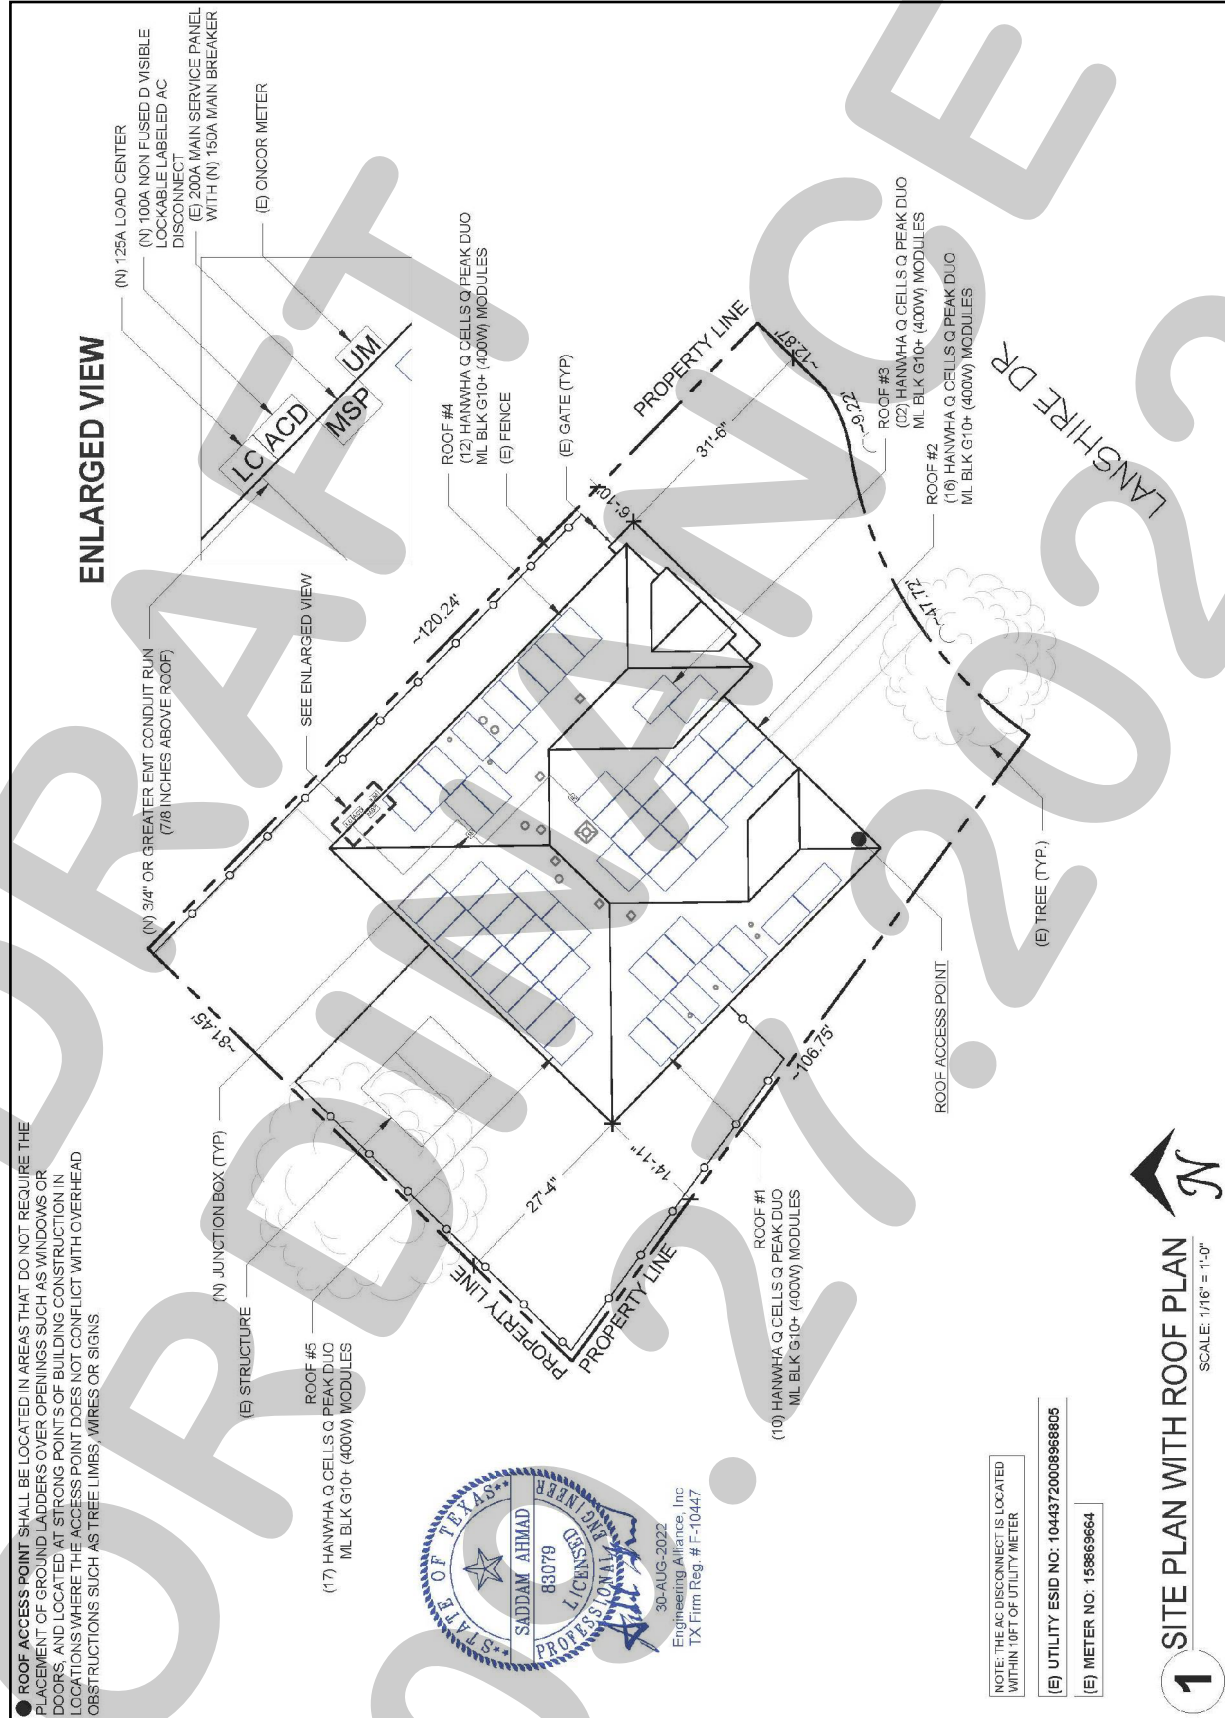 ● ROOF ACCESS POINT SHALL BE LOCATED IN AREAS THAT DO NOT REQUIRE THE
PLACEMENT OF GROUND LADDERS OVER OPENINGS SUCH AS WINDOWS OR
DOORS, AND LOCATED AT STRONG POINTS OF BUILDING CONSTRUCTION IN
LOCATIONS WHERE THE ACCESS POINT DOES NOT CONFLICT WITH OVERHEAD
OBSTRUCTIONS SUCH AS TREE LIMBS, WIRES OR SIGNS
ENLARGED VIEW
(N) 125A LOAD CENTER
(N) 100A NON FUSED D VISIBLE
LOCKABLE LABELED AC
DISCONNECT
(E) 200A MAIN SERVICE PANEL
WITH (N) 150A MAIN BREAKER
(E) ONCOR METER
LC
ACD
MSP
UM
(N) 3/4" OR GREATER EMT CONDUIT RUN
(7/8 INCHES ABOVE ROOF)
SEE ENLARGED VIEW
(N) JUNCTION BOX (TYP)
(E) STRUCTURE
ROOF #5
(17) HANWHA Q CELLS Q PEAK DUO
ML BLK G10+ (400W) MODULES
ROOF #4
(12) HANWHA Q CELLS Q PEAK DUO
ML BLK G10+ (400W) MODULES
(E) FENCE
(E) GATE (TYP)
PROPERTY LINE
~120.24'
~81.45'
6'-10"
31'-6"
~12.87'
~9.22'
~47.72'
~106.75'
27'-4"
14'-11"
PROPERTY LINE
PROPERTY LINE
ROOF #3
(02) HANWHA Q CELLS Q PEAK DUO
ML BLK G10+ (400W) MODULES
ROOF #2
(16) HANWHA Q CELLS Q PEAK DUO
ML BLK G10+ (400W) MODULES
LANSHIRE DR
(E) TREE (TYP.)
ROOF ACCESS POINT
ROOF #1
(10) HANWHA Q CELLS Q PEAK DUO
ML BLK G10+ (400W) MODULES
STATE OF TEXAS
SADDAM AHMAD
83079
LICENSED
PROFESSIONAL ENGINEER
30-AUG-2022
Engineering Alliance, Inc
TX Firm Reg. # F-10447
NOTE: THE AC DISCONNECT IS LOCATED
WITHIN 10FT OF UTILITY METER
(E) UTILITY ESID NO: 10443720008968805
(E) METER NO: 158869664
1
SITE PLAN WITH ROOF PLAN
SCALE: 1/16" = 1'-0"
N
DRAFT
ORDINANCE
09.27.2022